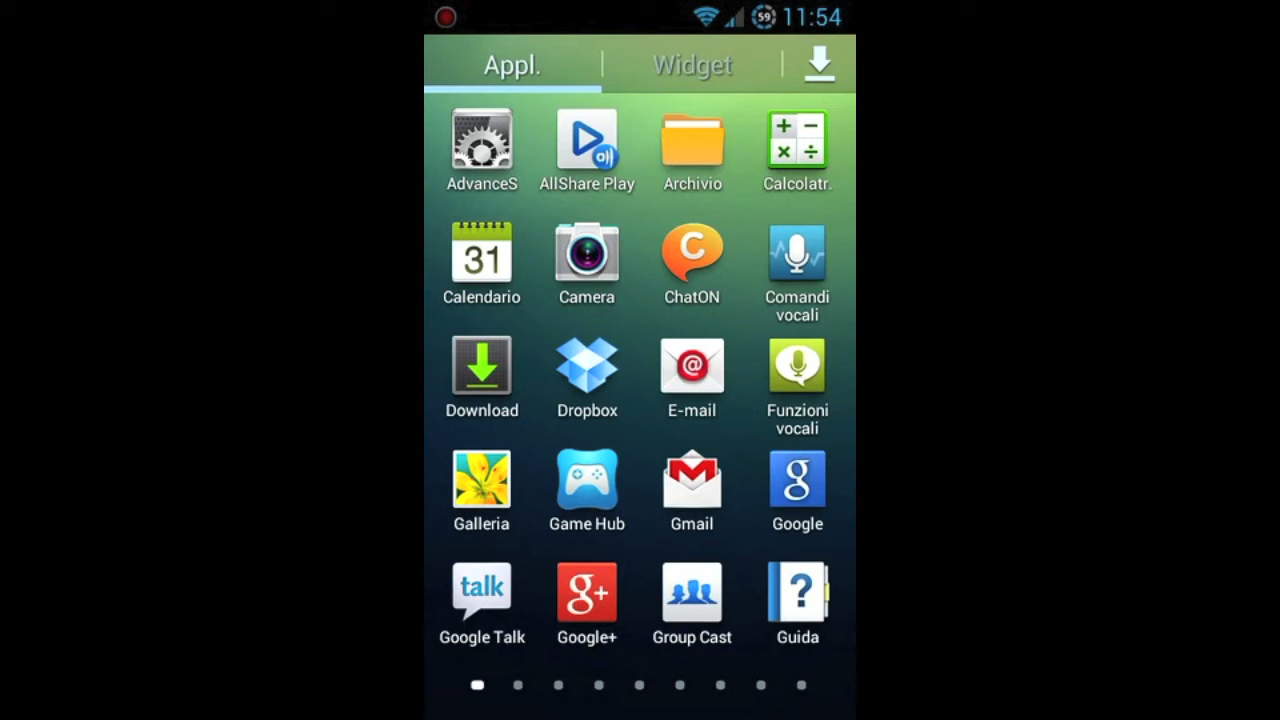 59 11:54
Appl. Widget
AdvanceS AllShare Play Archivio Calcolatr.
31
Calendario Camera ChatON Comandi
vocali
Download Dropbox E-mail Funzioni
vocali
Galleria Game Hub Gmail Google
talk g+ ?
Google Talk Google+ Group Cast Guida